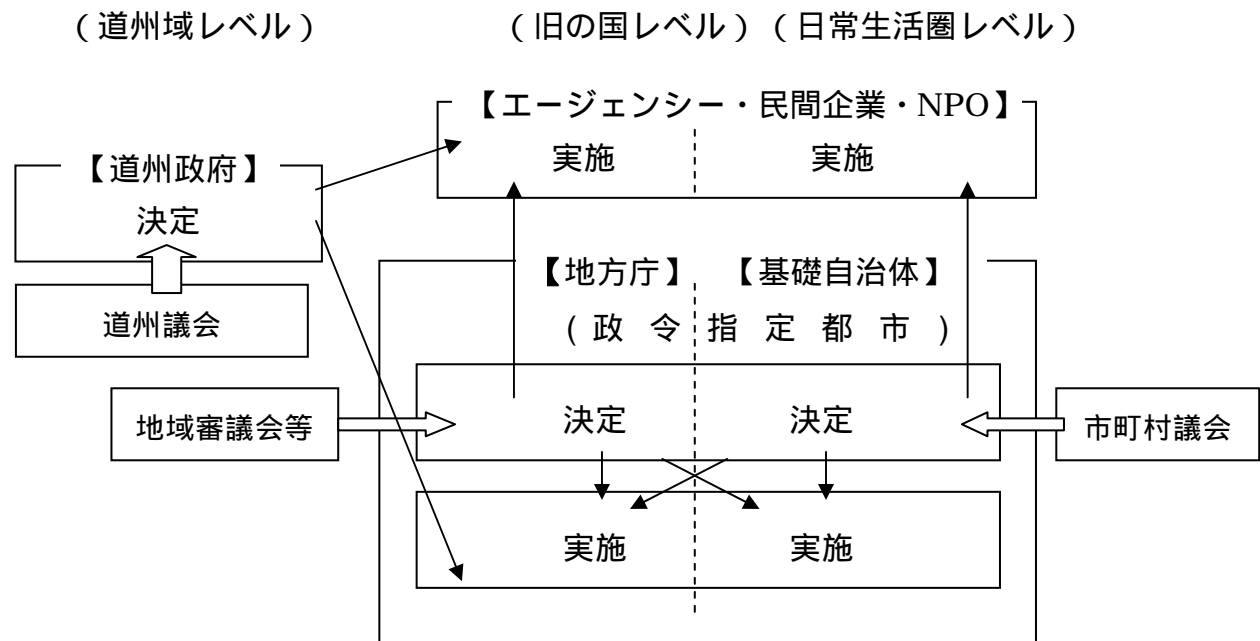 （道州域レベル） （旧の国レベル）（日常生活圏レベル）
【エージェンシー・民間企業・NPO】
実施 実施
【道州政府】
決定
道州議会
【地方庁】 【基礎自治体】
(政令指定都市)
地域審議会等
決定 決定
市町村議会
実施 実施